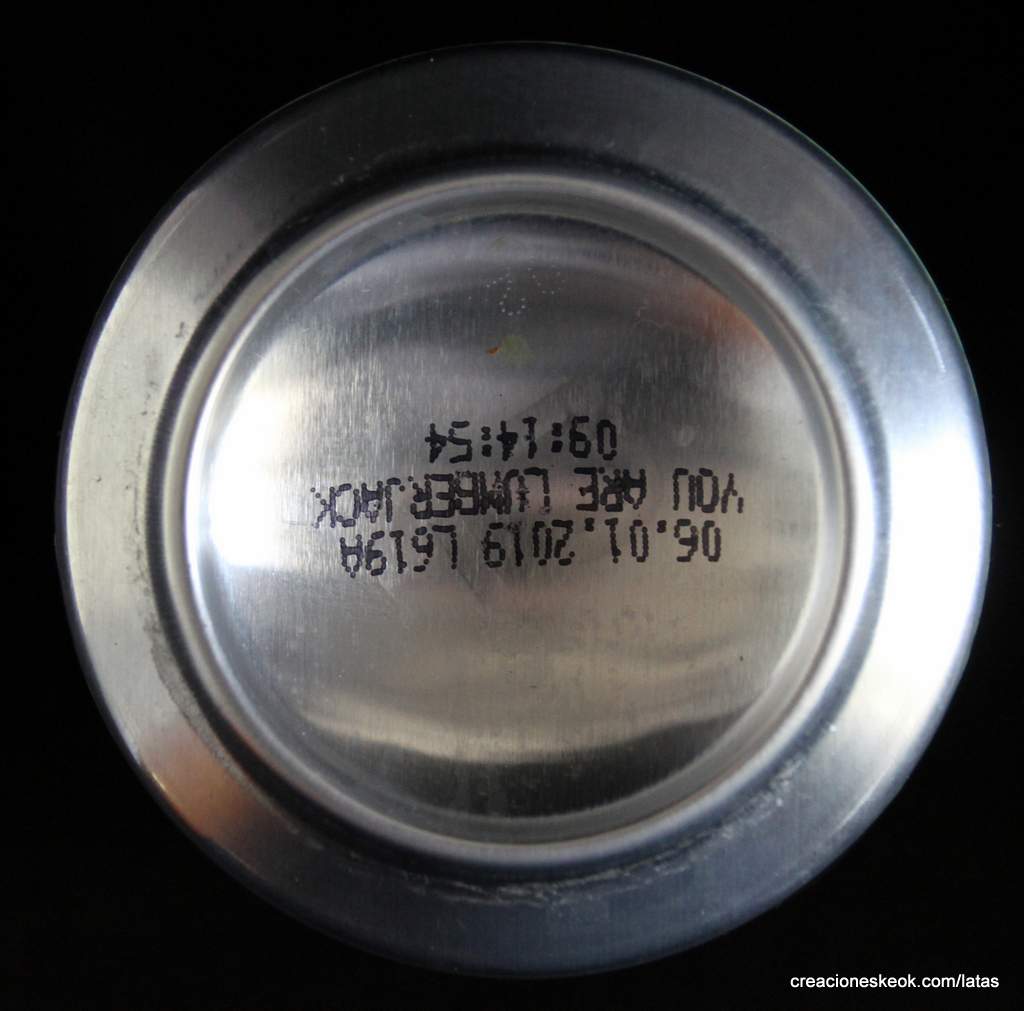 06.01.2019 L619A
YOU ARE LUMBERJACK
09:14:54
creacioneskeok.com/latas